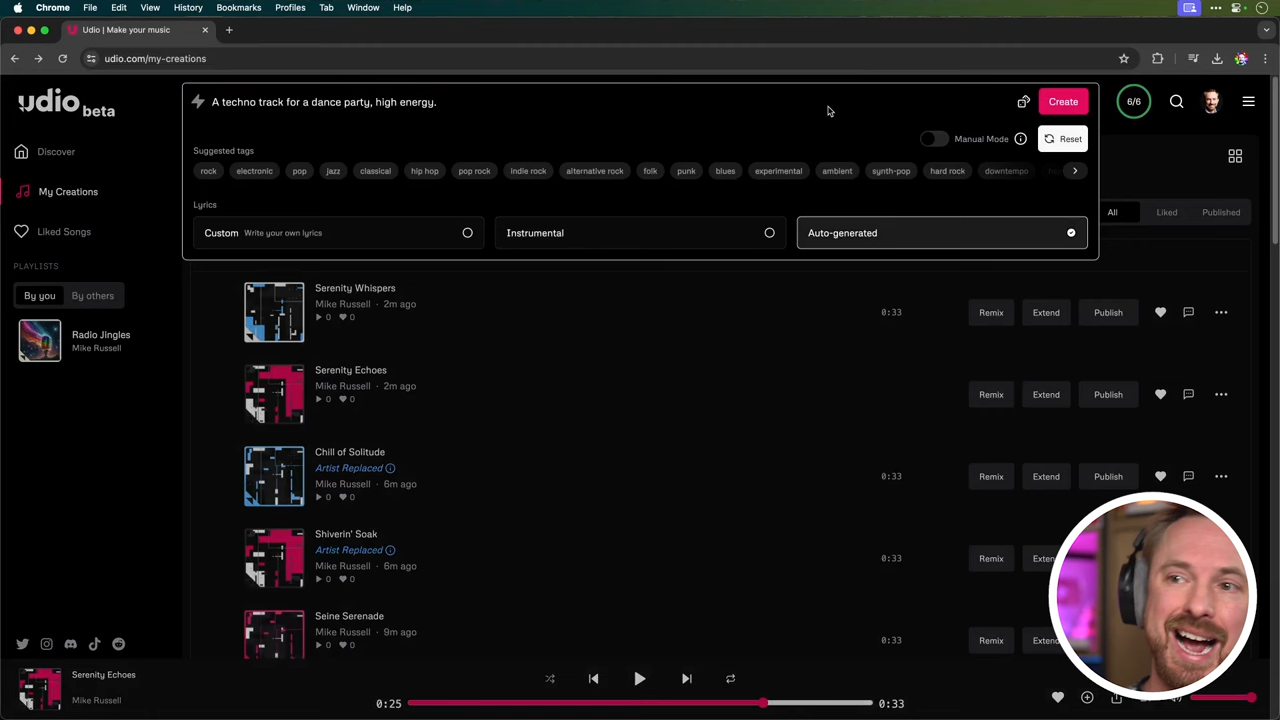 Chrome File Edit View History Bookmarks Profiles Tab Window Help
Udio | Make your music
udio.com/my-creations
udio beta
A techno track for a dance party, high energy.
Create
6/6
Manual Mode
Reset
Suggested tags
rock electronic pop jazz classical hip hop pop rock indie rock alternative rock folk punk blues experimental ambient synth-pop hard rock downtempo
Lyrics
Custom Write your own lyrics
Instrumental
Auto-generated
Discover
My Creations
Liked Songs
PLAYLISTS
By you By others
Radio Jingles
Mike Russell
All Liked Published
Serenity Whispers
Mike Russell · 2m ago
0 0
0:33 Remix Extend Publish
Serenity Echoes
Mike Russell · 2m ago
0 0
0:33 Remix Extend Publish
Chill of Solitude
Artist Replaced
Mike Russell · 6m ago
0 0
0:33 Remix Extend Publish
Shiverin' Soak
Artist Replaced
Mike Russell · 6m ago
0 0
0:33 Remix
Seine Serenade
Mike Russell · 9m ago
0 0
0:33 Remix
Serenity Echoes
Mike Russell
0:25 0:33